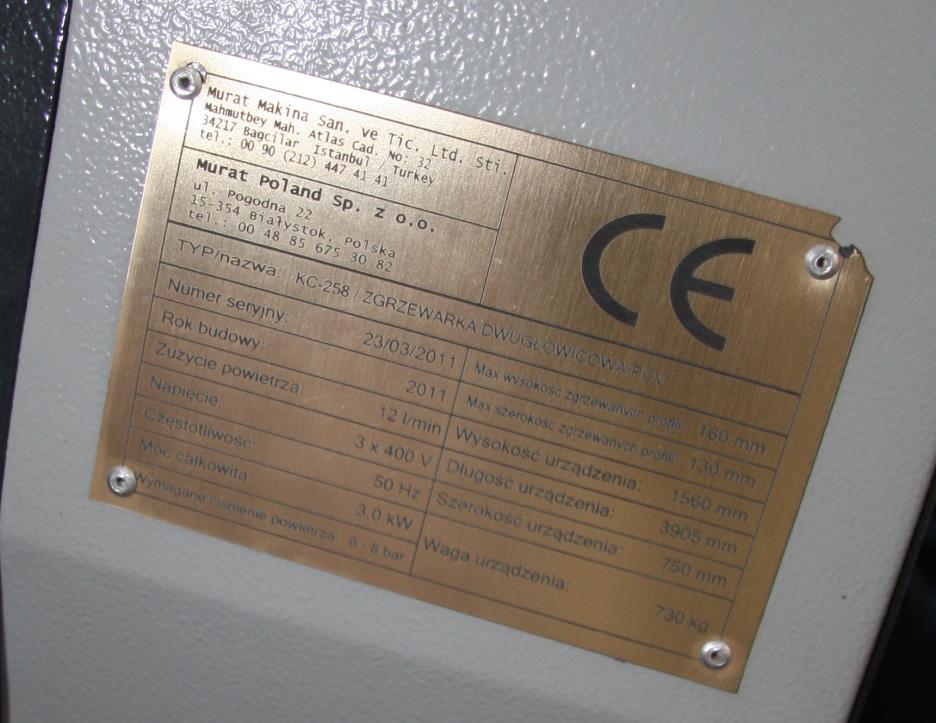 Murat Makina San. ve Tic. Ltd. Sti.
Mahmutbey Mah. Atlas Cad. No: 32
34217 Bagcilar Istanbul / Turkey
tel.: 00 90 (212) 447 41 41
Murat Poland Sp. z o.o.
ul. Pogodna 22
15-354 Białystok, Polska
tel.: 00 48 85 675 30 82
CE
TYP/nazwa: KC-258 / ZGRZEWARKA DWUGŁOWICOWA PCV
Numer seryjny: 23/03/2011
Rok budowy: 2011
Zużycie powietrza: 12 l/min
Napięcie: 3 x 400 V
Częstotliwość: 50 Hz
Moc całkowita 3,0 kW
Wymagane ciśnienie powietrza: 6 - 8 bar
Max wysokość zgrzewanych profilu 160 mm
Max szerokość zgrzewanych profili: 130 mm
Wysokość urządzenia: 1560 mm
Długość urządzenia: 3905 mm
Szerokość urządzenia: 750 mm
Waga urządzenia: 730 kg